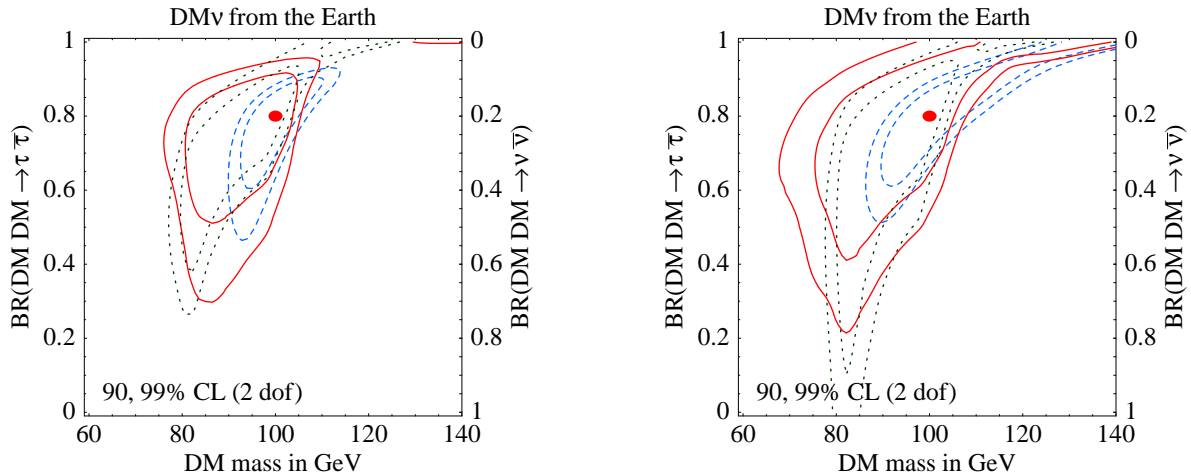 DMν from the Earth
BR(DM DM → τ τ̄)
1
0.8
0.6
0.4
0.2
0
0
0.2
0.4
0.6
0.8
1
BR(DM DM → ν ν̄)
90, 99% CL (2 dof)
60 80 100 120 140
DM mass in GeV
DMν from the Earth
BR(DM DM → τ τ̄)
1
0.8
0.6
0.4
0.2
0
0
0.2
0.4
0.6
0.8
1
BR(DM DM → ν ν̄)
90, 99% CL (2 dof)
60 80 100 120 140
DM mass in GeV